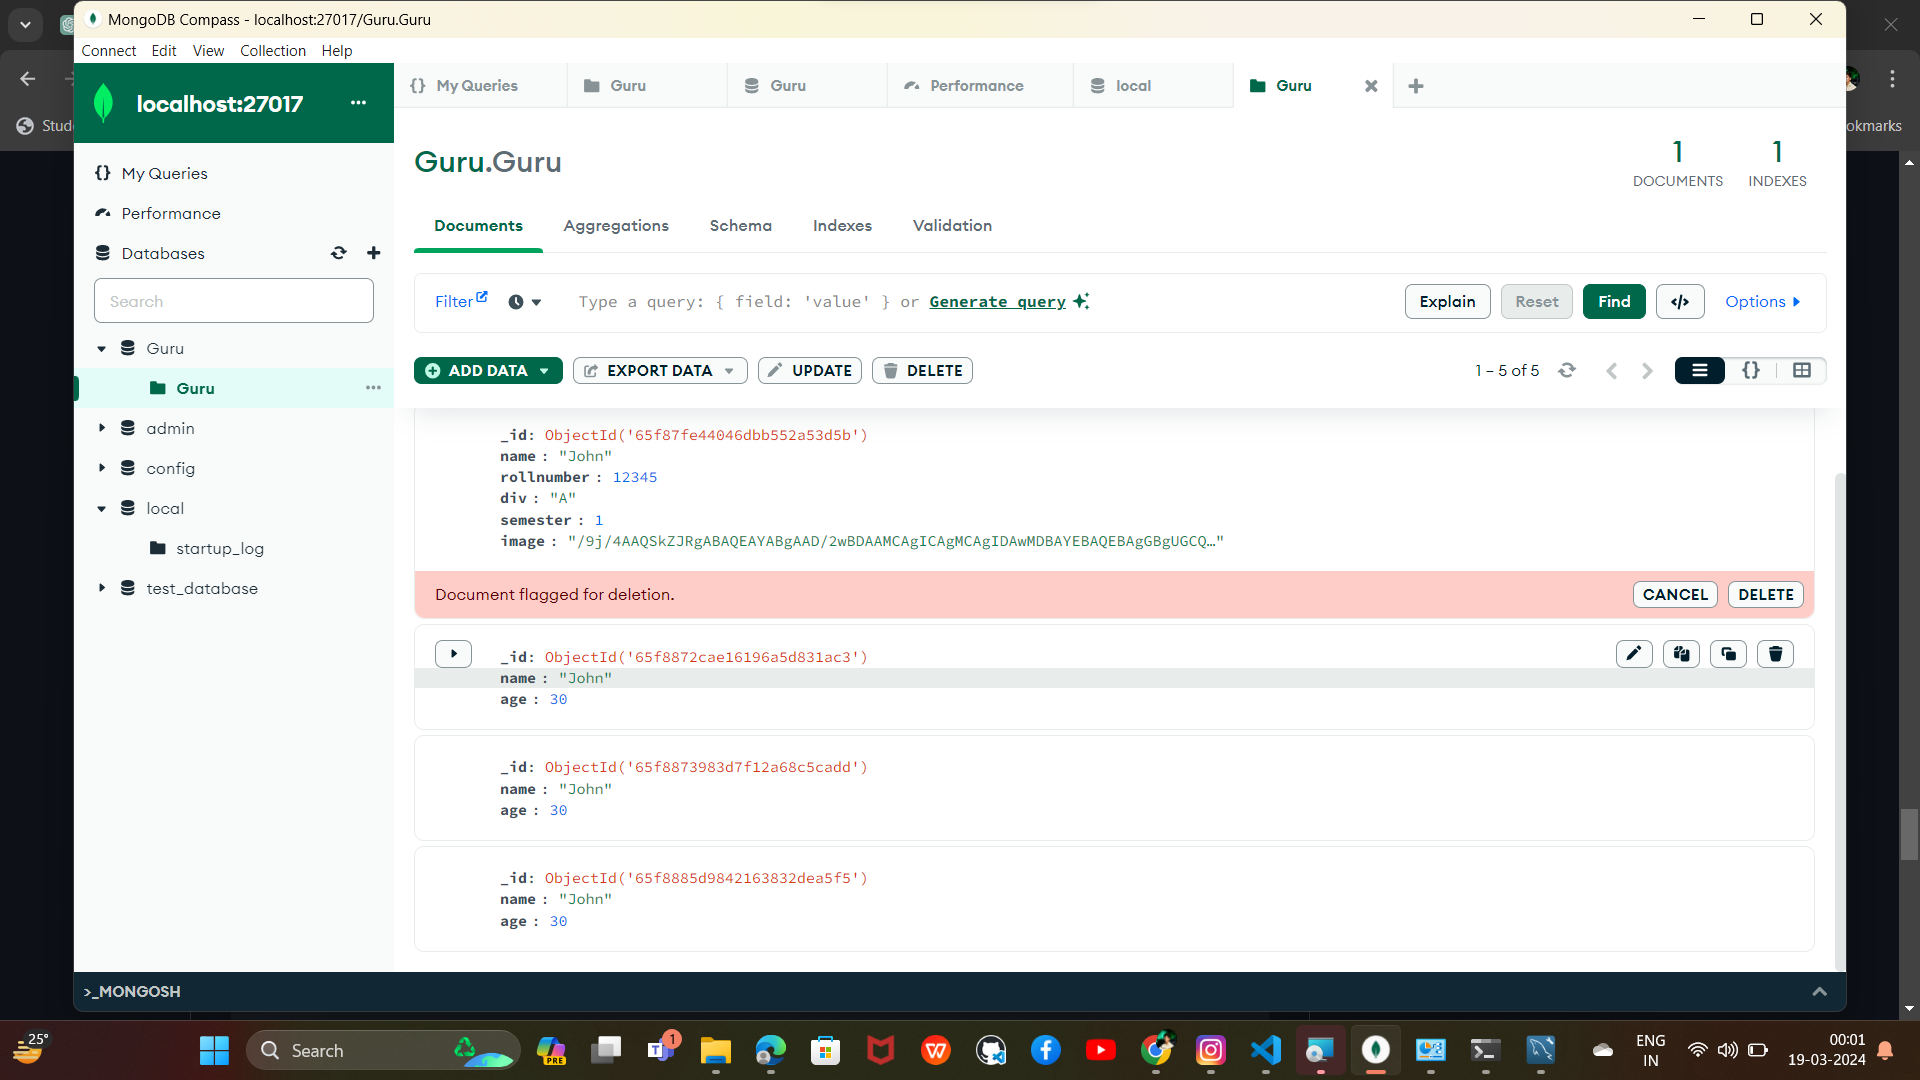 MongoDB Compass - localhost:27017/Guru.Guru
Connect Edit View Collection Help
localhost:27017
{} My Queries
Guru
Guru
Performance
local
Guru
okmarks
My Queries
Performance
Databases
Search
Guru
Guru
admin
config
local
startup_log
test_database
Guru.Guru
1
DOCUMENTS
1
INDEXES
Documents Aggregations Schema Indexes Validation
Filter
Type a query: { field: 'value' } or Generate query
Explain Reset Find </> Options
ADD DATA EXPORT DATA UPDATE DELETE
1 – 5 of 5
{}
_id: ObjectId('65f87fe44046dbb552a53d5b')
name : "John"
rollnumber : 12345
div : "A"
semester : 1
image : "/9j/4AAQSkZJRgABAQEAYABgAAD/2wBDAAMCAgICAgMCAgIDAwMDBAYEBAQEBAgGBgUGCQ…"
Document flagged for deletion.
CANCEL DELETE
_id: ObjectId('65f8872cae16196a5d831ac3')
name : "John"
age : 30
_id: ObjectId('65f8873983d7f12a68c5cadd')
name : "John"
age : 30
_id: ObjectId('65f8885d9842163832dea5f5')
name : "John"
age : 30
>_MONGOSH
25°
Search
PRE
1
ENG
IN
00:01
19-03-2024